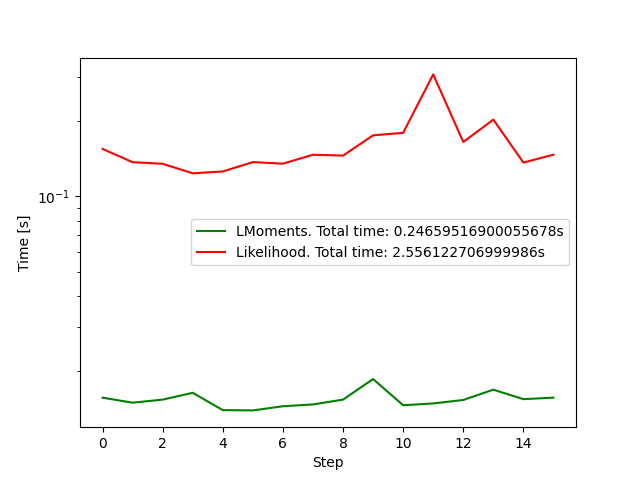 10⁻¹
Time [s]
LMoments. Total time: 0.24659516900055678s
Likelihood. Total time: 2.556122706999986s
0 2 4 6 8 10 12 14
Step